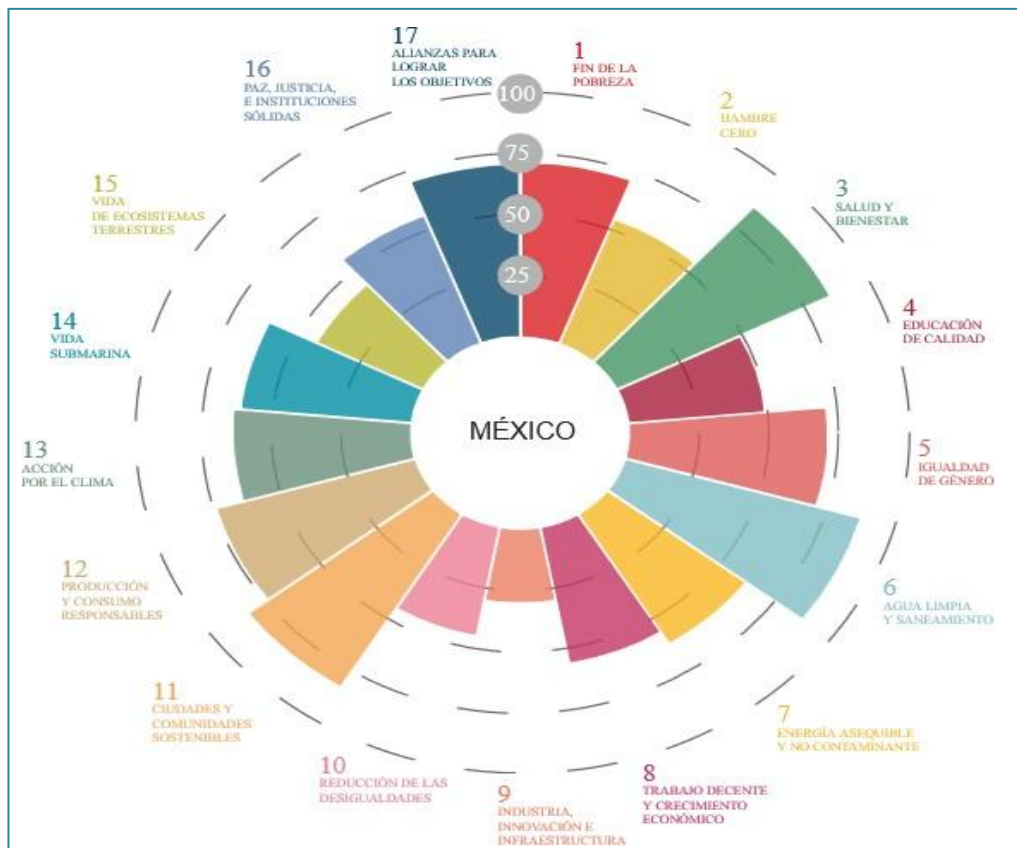 17
ALIANZAS PARA
LOGRAR
LOS OBJETIVOS
1
FIN DE LA
POBREZA
16
PAZ, JUSTICIA,
E INSTITUCIONES
SÓLIDAS
100
2
HAMBRE
CERO
75
15
VIDA
DE ECOSISTEMAS
TERRESTRES
3
SALUD Y
BIENESTAR
50
25
14
VIDA
SUBMARINA
4
EDUCACIÓN
DE CALIDAD
MÉXICO
13
ACCIÓN
POR EL CLIMA
5
IGUALDAD
DE GÉNERO
12
PRODUCCIÓN
Y CONSUMO
RESPONSABLES
6
AGUA LIMPIA
Y SANEAMIENTO
11
CIUDADES Y
COMUNIDADES
SOSTENIBLES
7
ENERGÍA ASEQUIBLE
Y NO CONTAMINANTE
10
REDUCCIÓN DE LAS
DESIGUALDADES
9
INDUSTRIA,
INNOVACIÓN E
INFRAESTRUCTURA
8
TRABAJO DECENTE
Y CRECIMIENTO
ECONÓMICO